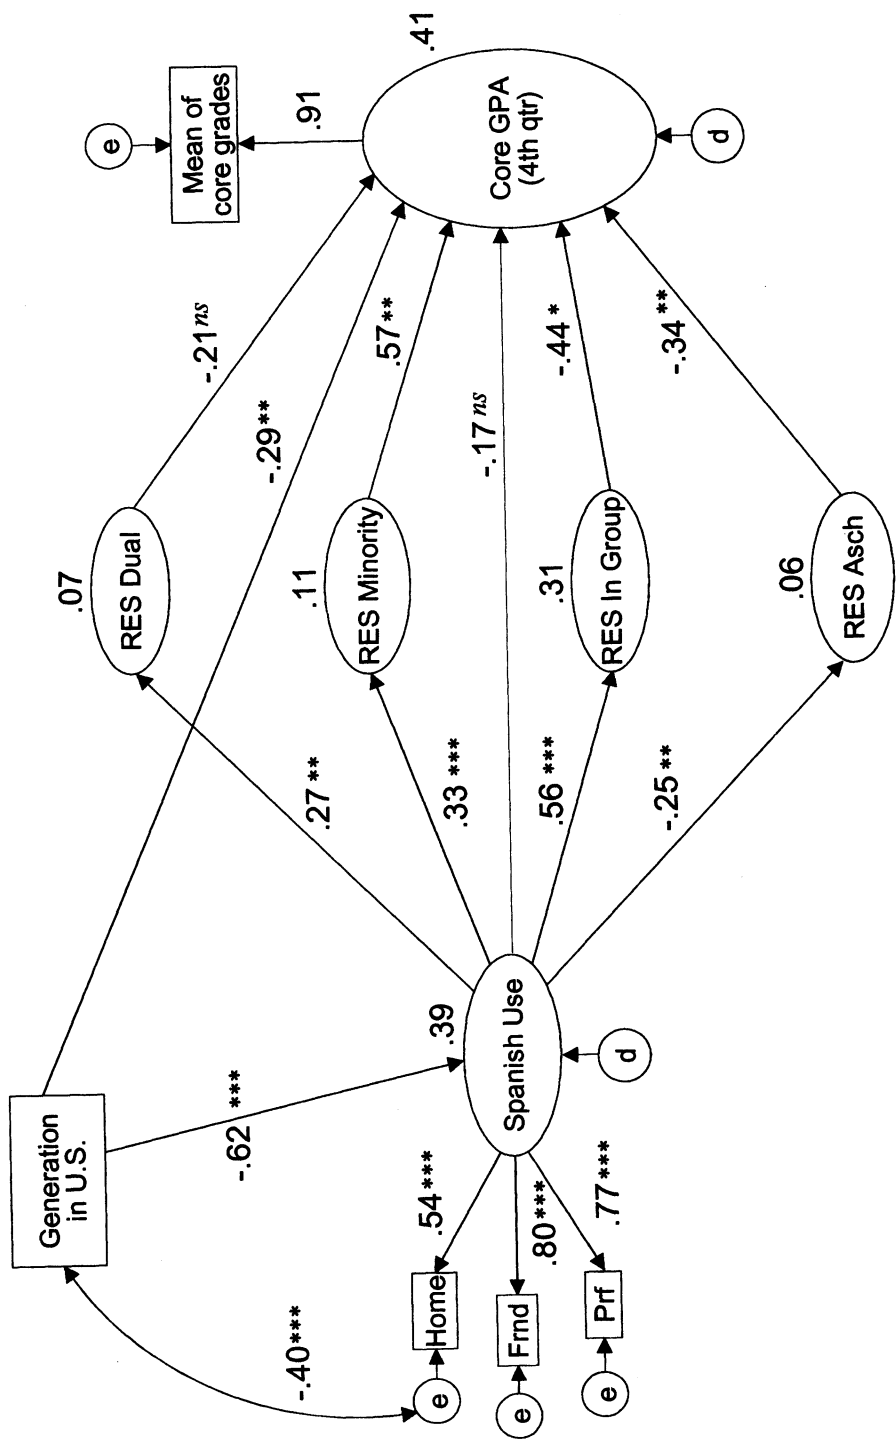 Generation
in U.S.
-.40***
-.62 ***
e
Home
.54***
e
Frnd
.80***
e
Prf
.77***
Spanish Use
.39
d
.27**
.33 ***
.56 ***
-.25 **
.07
RES Dual
.11
RES Minority
.31
RES In Group
.06
RES Asch
-.21ns
-.29**
.57**
-.17ns
-.44 *
-.34 **
e
Mean of
core grades
.91
.41
Core GPA
(4th qtr)
d